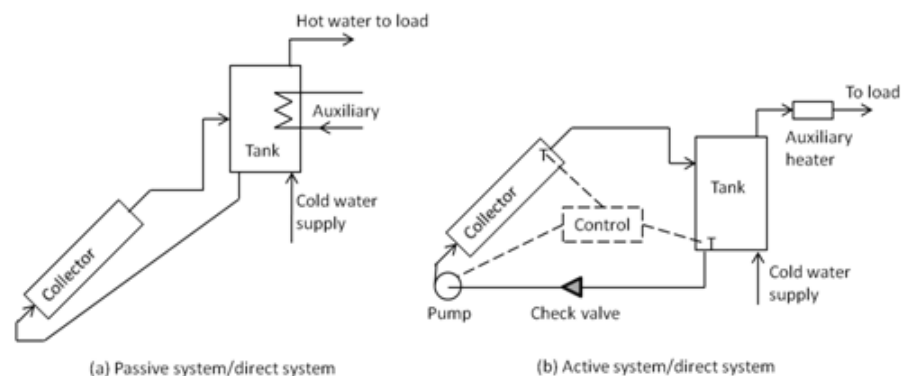 Hot water to load
Auxiliary
Tank
Cold water
supply
Collector
(a) Passive system/direct system
To load
Auxiliary
heater
T
Tank
Collector
Control
T
Cold water
supply
Pump
Check valve
(b) Active system/direct system